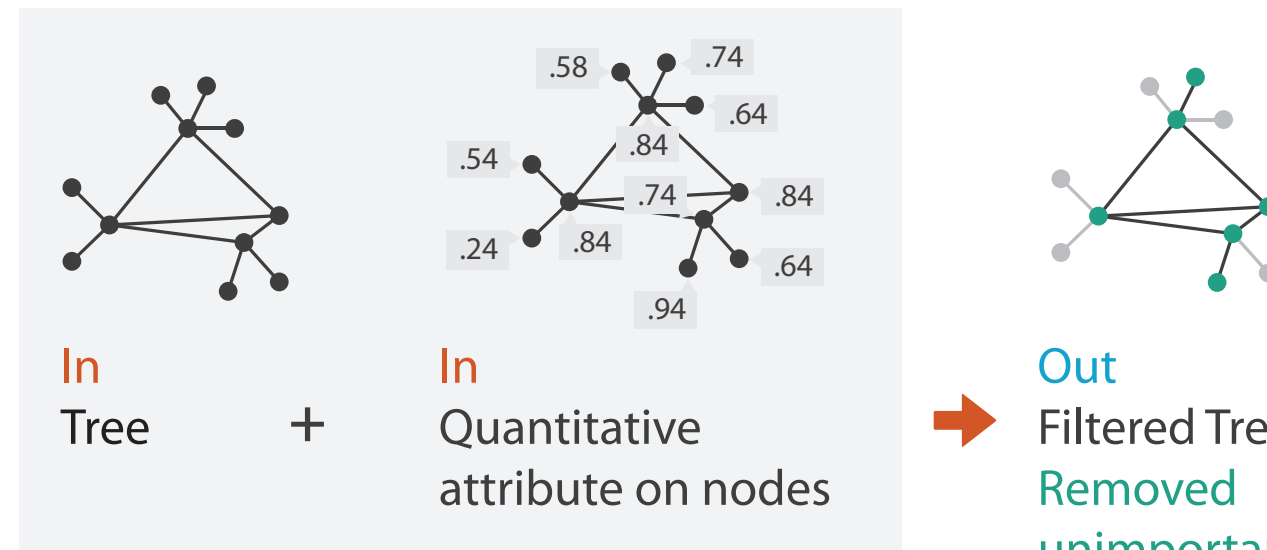 .58
.74
.64
.84
.54
.74
.84
.24
.84
.64
.94
In
Tree
+
In
Quantitative
attribute on nodes
Out
Filtered
Removed